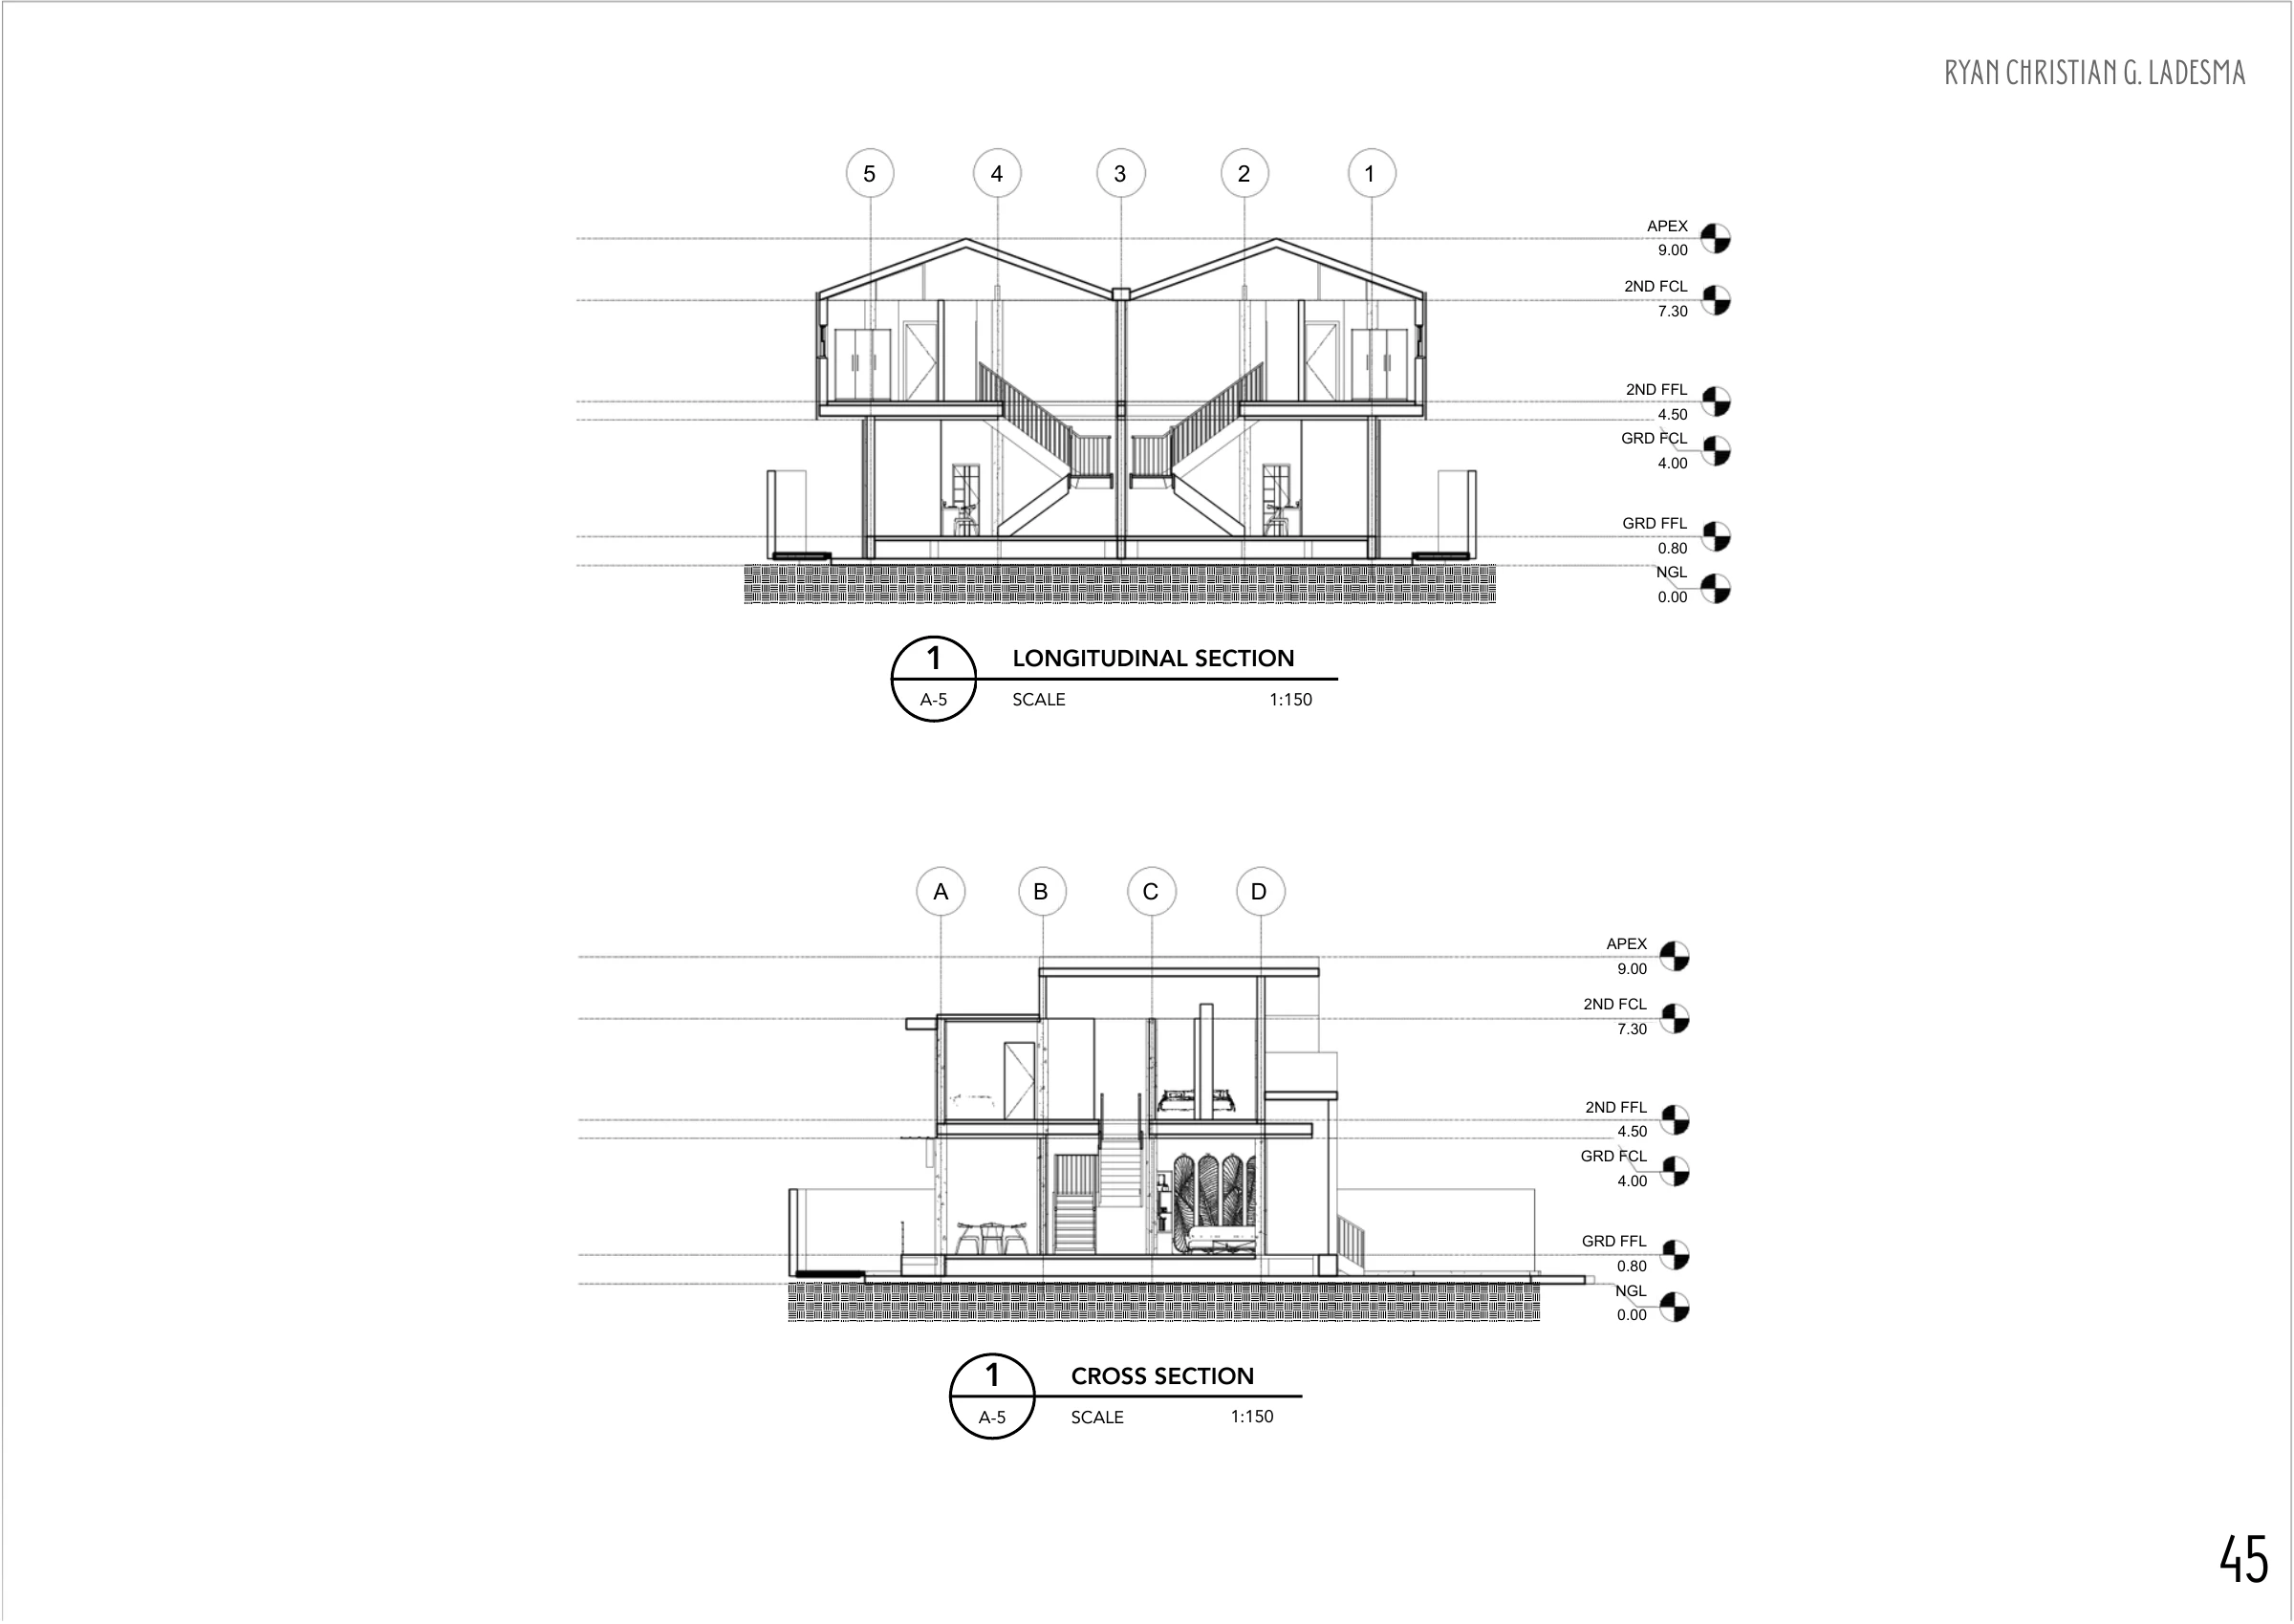 RYAN CHRISTIAN G. LADESMA
5 4 3 2 1
APEX
9.00
2ND FCL
7.30
2ND FFL
4.50
GRD FCL
4.00
GRD FFL
0.80
NGL
0.00
1 LONGITUDINAL SECTION
A-5 SCALE 1:150
A B C D
APEX
9.00
2ND FCL
7.30
2ND FFL
4.50
GRD FCL
4.00
GRD FFL
0.80
NGL
0.00
1 CROSS SECTION
A-5 SCALE 1:150
45